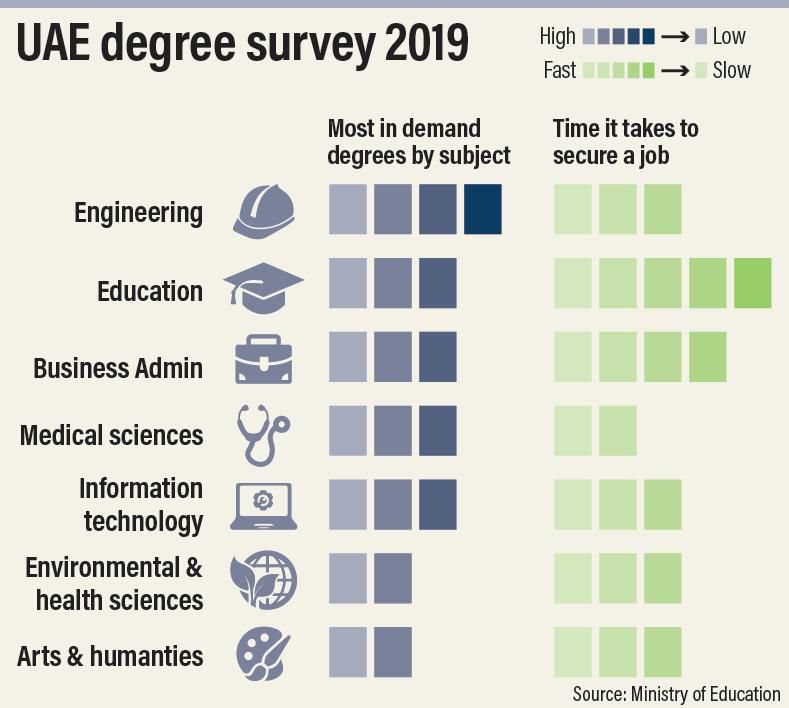 UAE degree survey 2019
High → Low
Fast → Slow
Most in demand
degrees by subject
Time it takes to
secure a job
Engineering
Education
Business Admin
Medical sciences
Information
technology
Environmental &
health sciences
Arts & humanties
Source: Ministry of Education